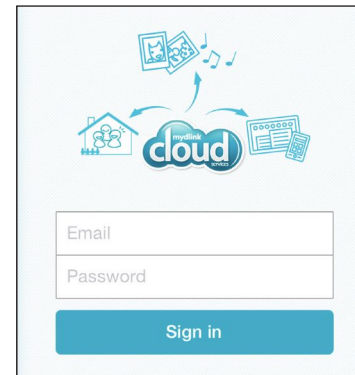 mydlink
cloud
SERVICES
Email
Password
Sign in